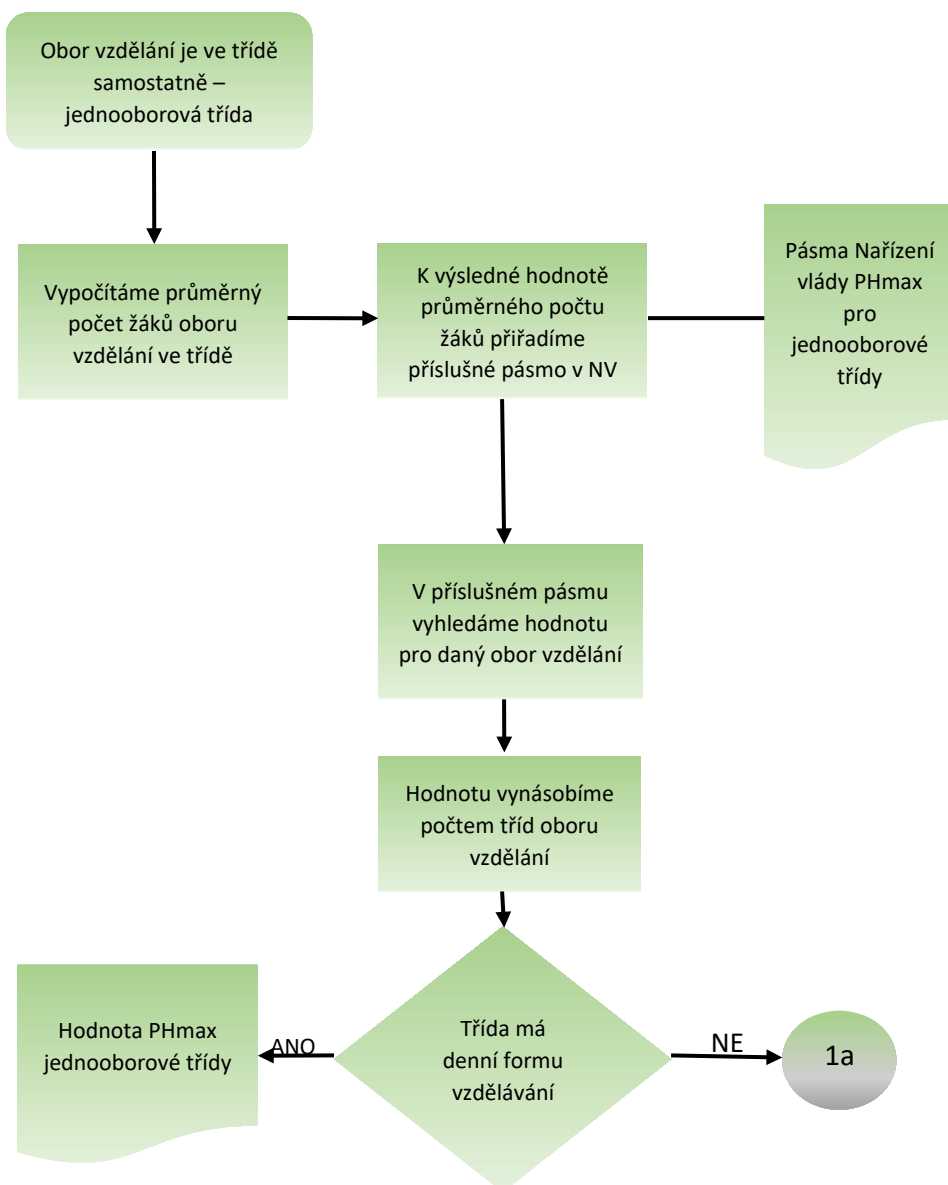 Obor vzdělání je ve třídě
samostatně –
jednooborová třída
Vypočítáme průměrný
počet žáků oboru
vzdělání ve třídě
K výsledné hodnotě
průměrného počtu
žáků přiřadíme
příslušné pásmo v NV
Pásma Nařízení
vlády PHmax
pro
jednooborové
třídy
V příslušném pásmu
vyhledáme hodnotu
pro daný obor vzdělání
Hodnotu vynásobíme
počtem tříd oboru
vzdělání
Třída má
denní formu
vzdělávání
ANO
Hodnota PHmax
jednooborové třídy
NE
1a